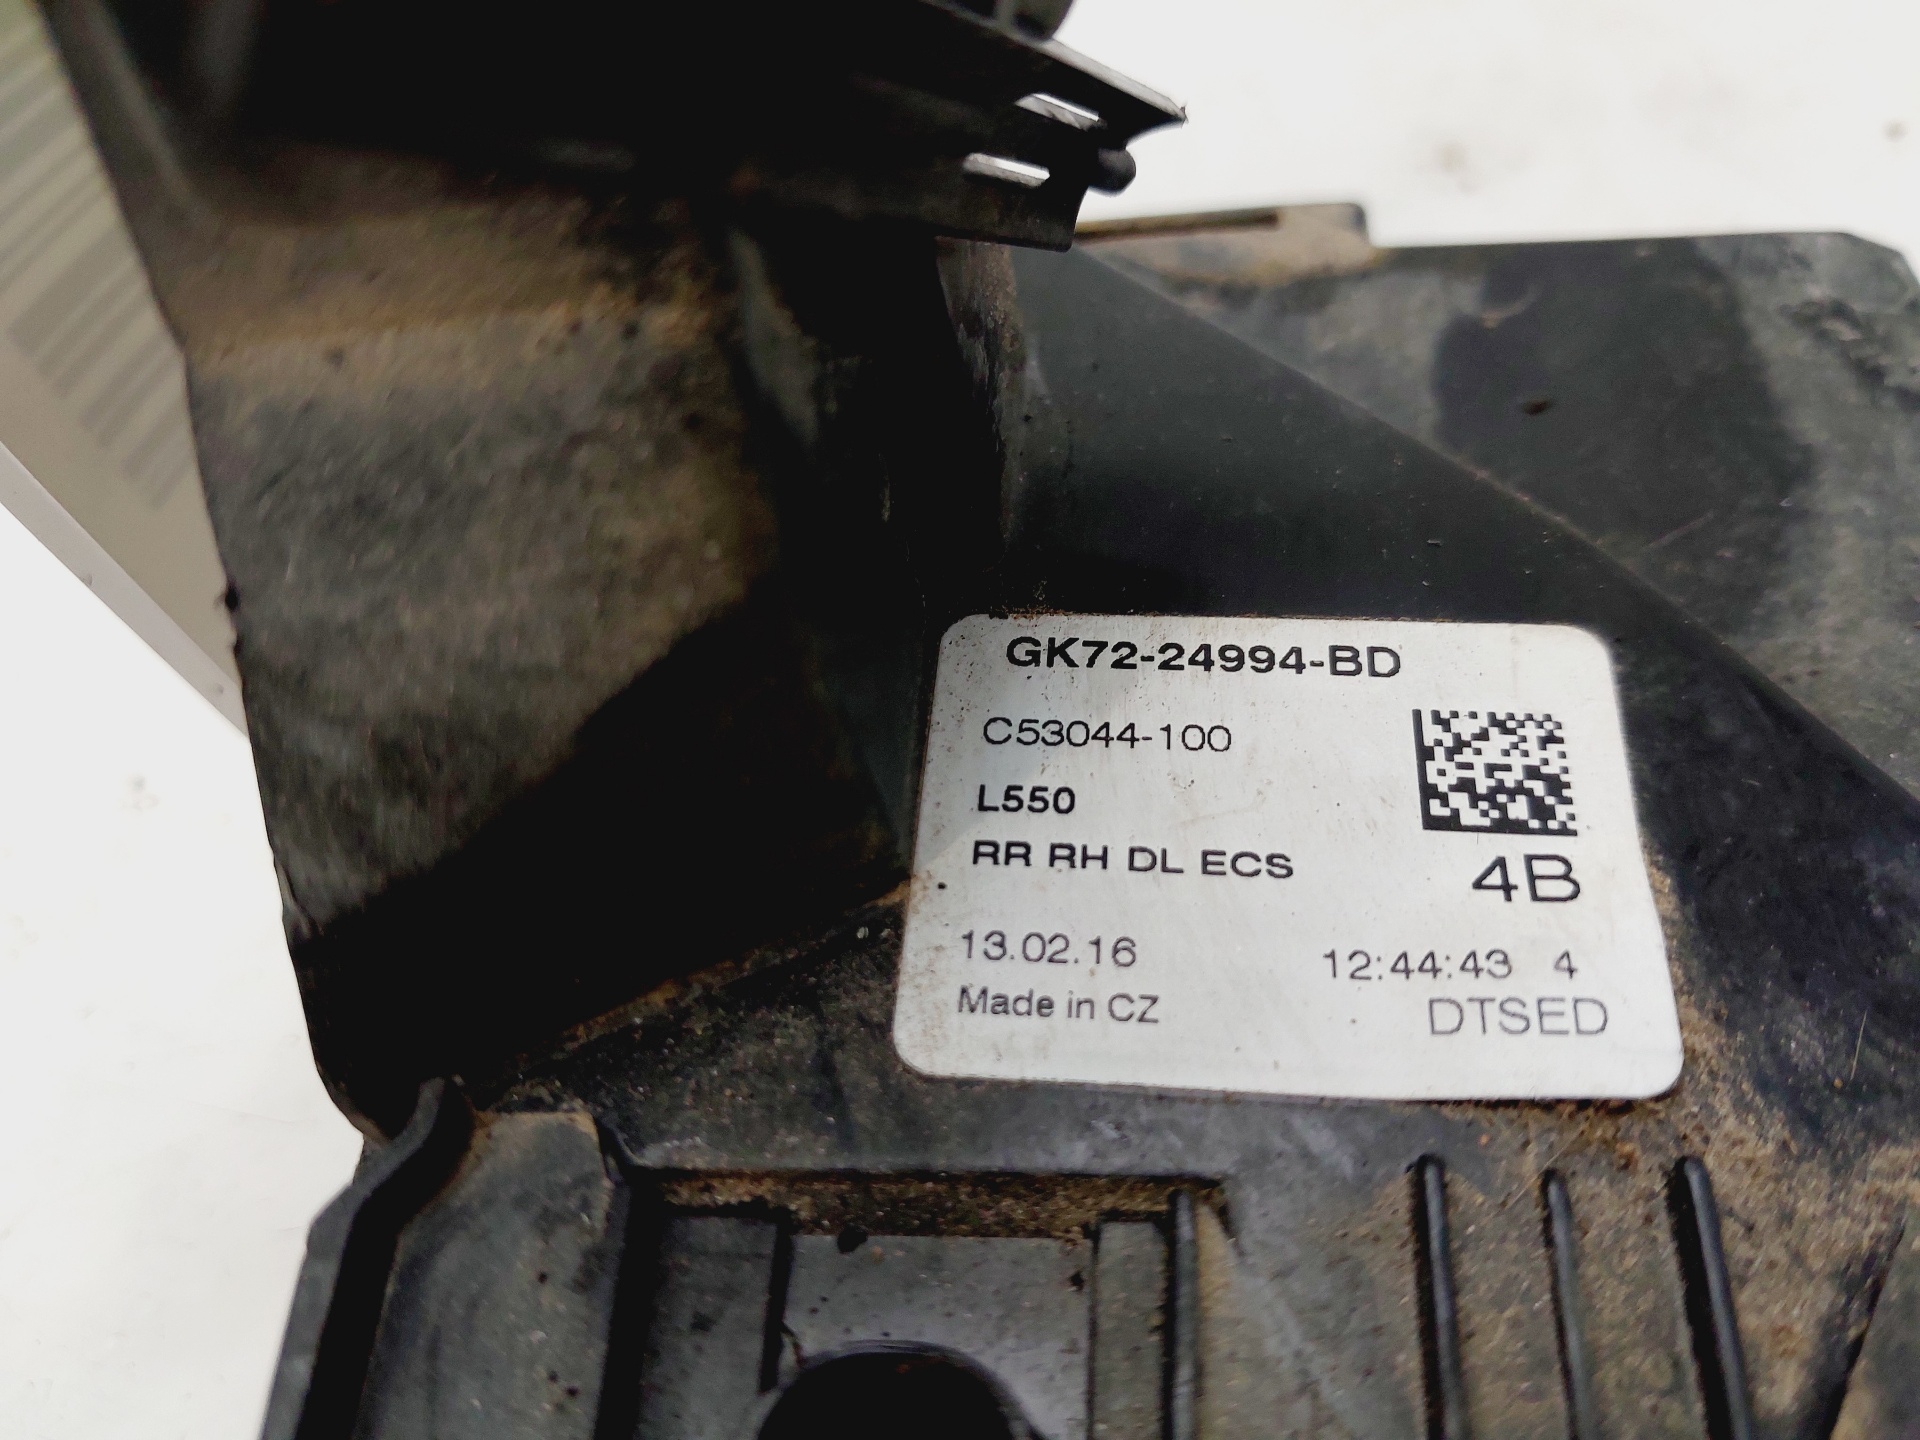 GK72-24994-BD
C53044-100
L550
RR RH DL ECS
4B
13.02.16 12:44:43 4
Made in CZ DTSED